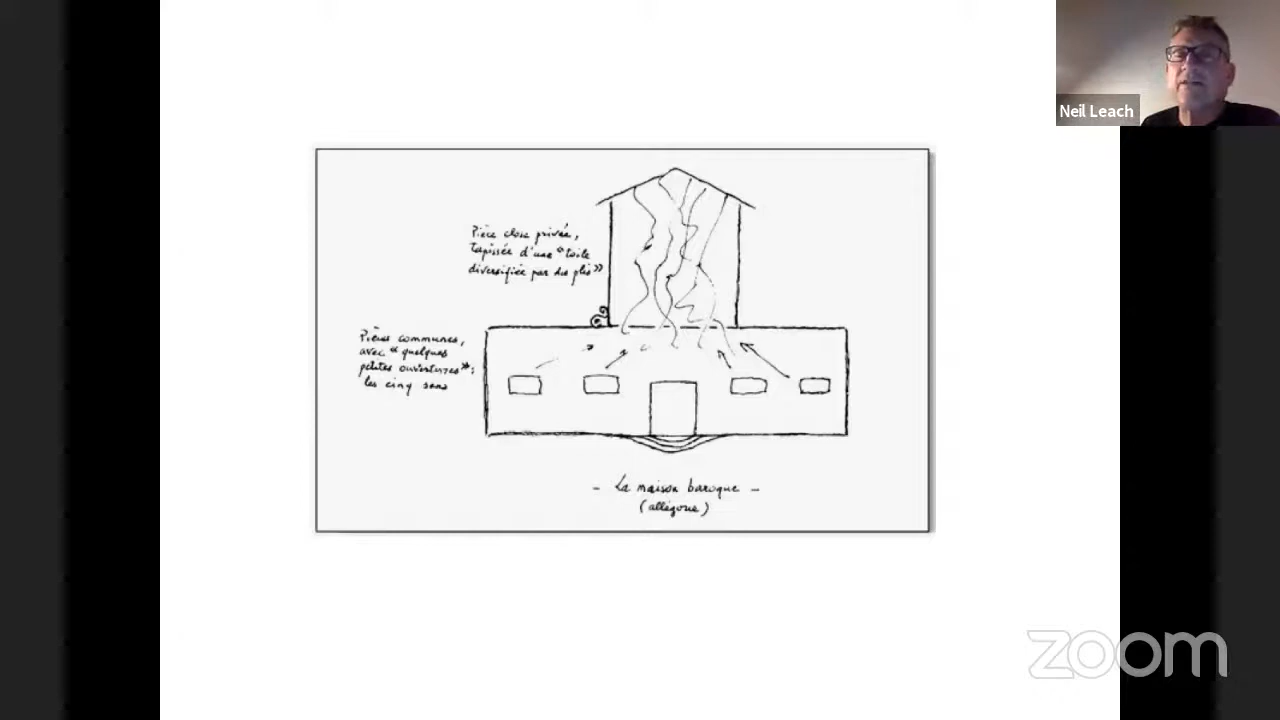 Neil Leach
Pièce close privée,
tapissée d'une « toile
diversifiée par des plis »
Pièces communes,
avec « quelques
petites ouvertures » :
les cinq sens
- La maison baroque -
(allégorie)
zoom